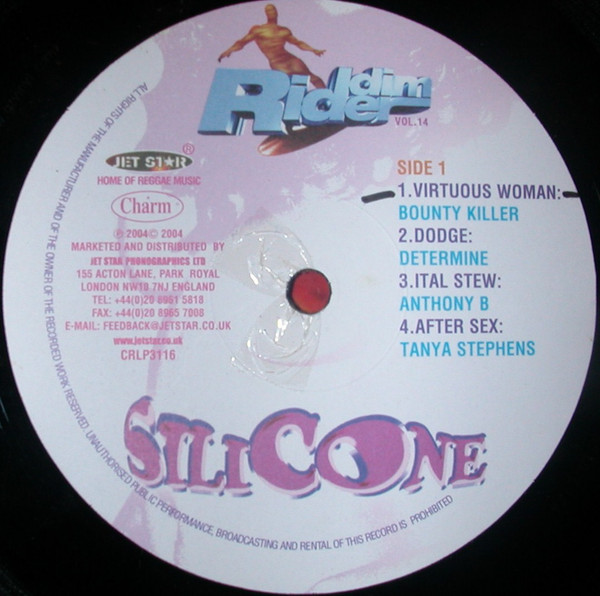 Riddim
Rider
VOL.14
JET STAR®
HOME OF REGGAE MUSIC
Charm
℗ 2004 © 2004
MARKETED AND DISTRIBUTED BY
JET STAR PHONOGRAPHICS LTD
155 ACTON LANE, PARK ROYAL
LONDON NW10 7NJ ENGLAND
TEL: +44(0)20 8961 5818
FAX: +44(0)20 8965 7008
E-MAIL: FEEDBACK@JETSTAR.CO.UK
www.jetstar.co.uk
CRLP3116
SIDE 1
1.VIRTUOUS WOMAN:
BOUNTY KILLER
2.DODGE:
DETERMINE
3.ITAL STEW:
ANTHONY B
4.AFTER SEX:
TANYA STEPHENS
SILICONE
ALL RIGHTS OF THE MANUFACTURER AND OF THE OWNER OF THE RECORDED WORK RESERVED. UNAUTHORISED PUBLIC PERFORMANCE, BROADCASTING AND RENTAL OF THIS RECORD IS PROHIBITED